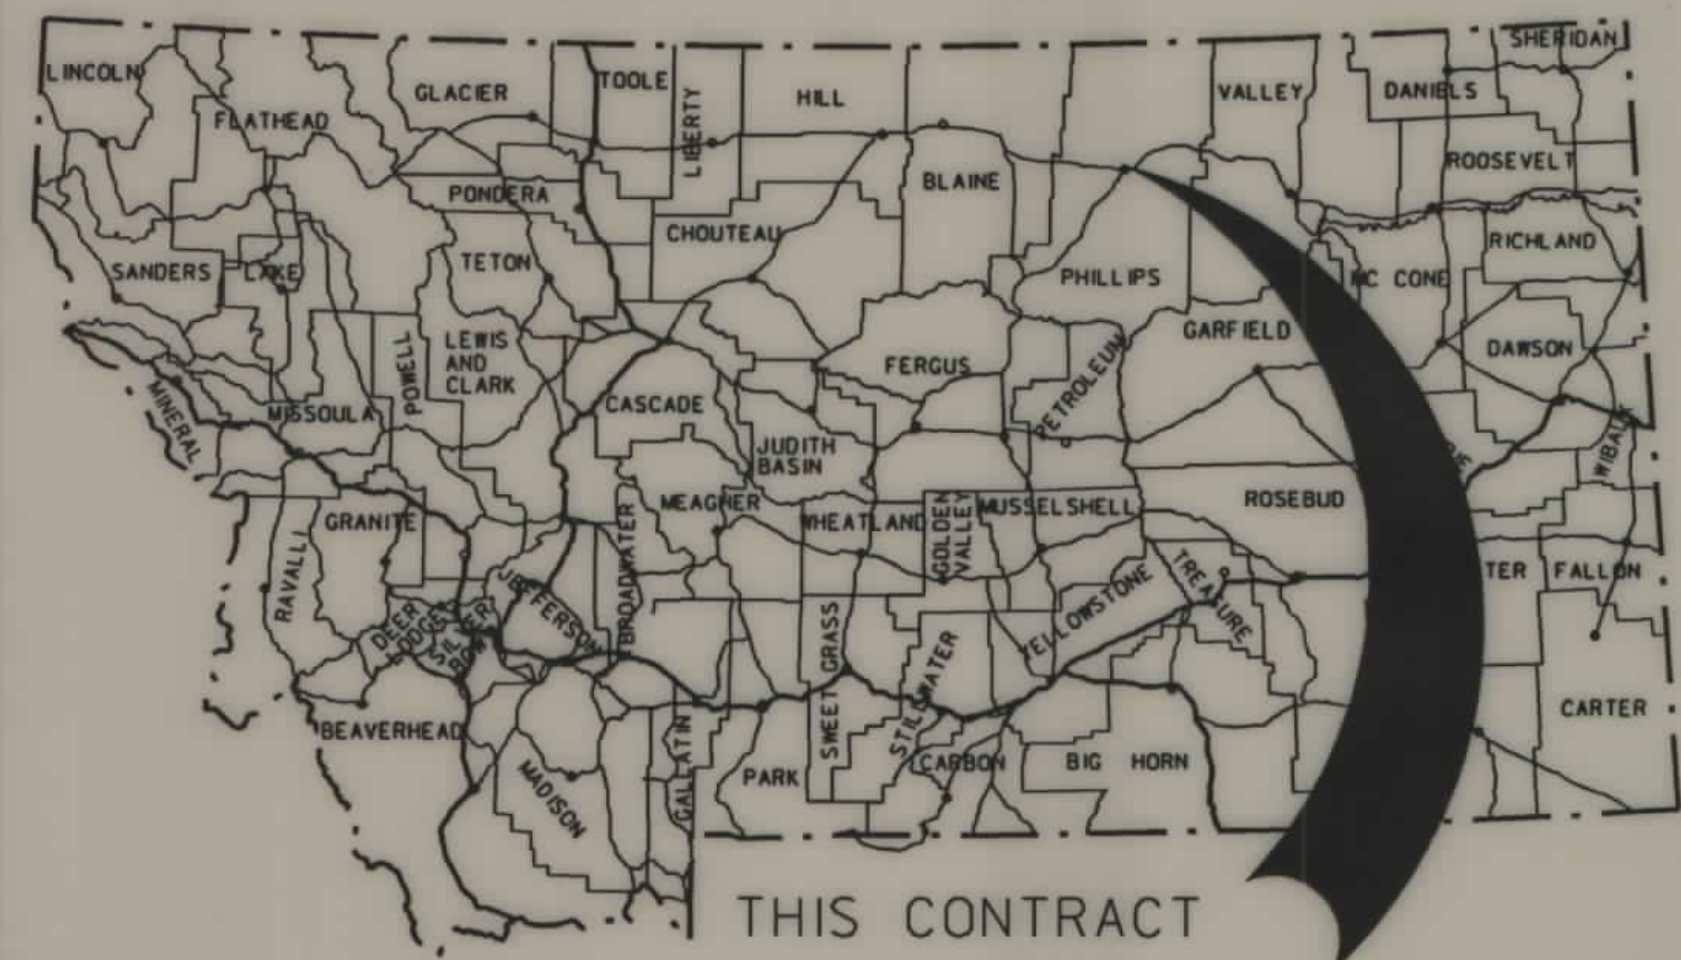 LINCOLN
FLATHEAD
GLACIER
TOOLE
LIBERTY
HILL
BLAINE
VALLEY
DANIELS
SHERIDAN
ROOSEVELT
PONDERA
CHOUTEAU
PHILLIPS
RICHLAND
MC CONE
SANDERS
LAKE
TETON
GARFIELD
DAWSON
MINERAL
MISSOULA
POWELL
LEWIS
AND
CLARK
CASCADE
JUDITH
BASIN
FERGUS
PETROLEUM
WIBAUX
RAVALLI
GRANITE
MEAGHER
BROADWATER
WHEATLAND
GOLDEN
VALLEY
MUSSELSHELL
ROSEBUD
TER
FALLON
DEER
LODGE
SILVER
BOW
JEFFERSON
SWEET GRASS
STILLWATER
YELLOWSTONE
TREASURE
BEAVERHEAD
MADISON
GALLATIN
PARK
CARBON
BIG HORN
CARTER
THIS CONTRACT